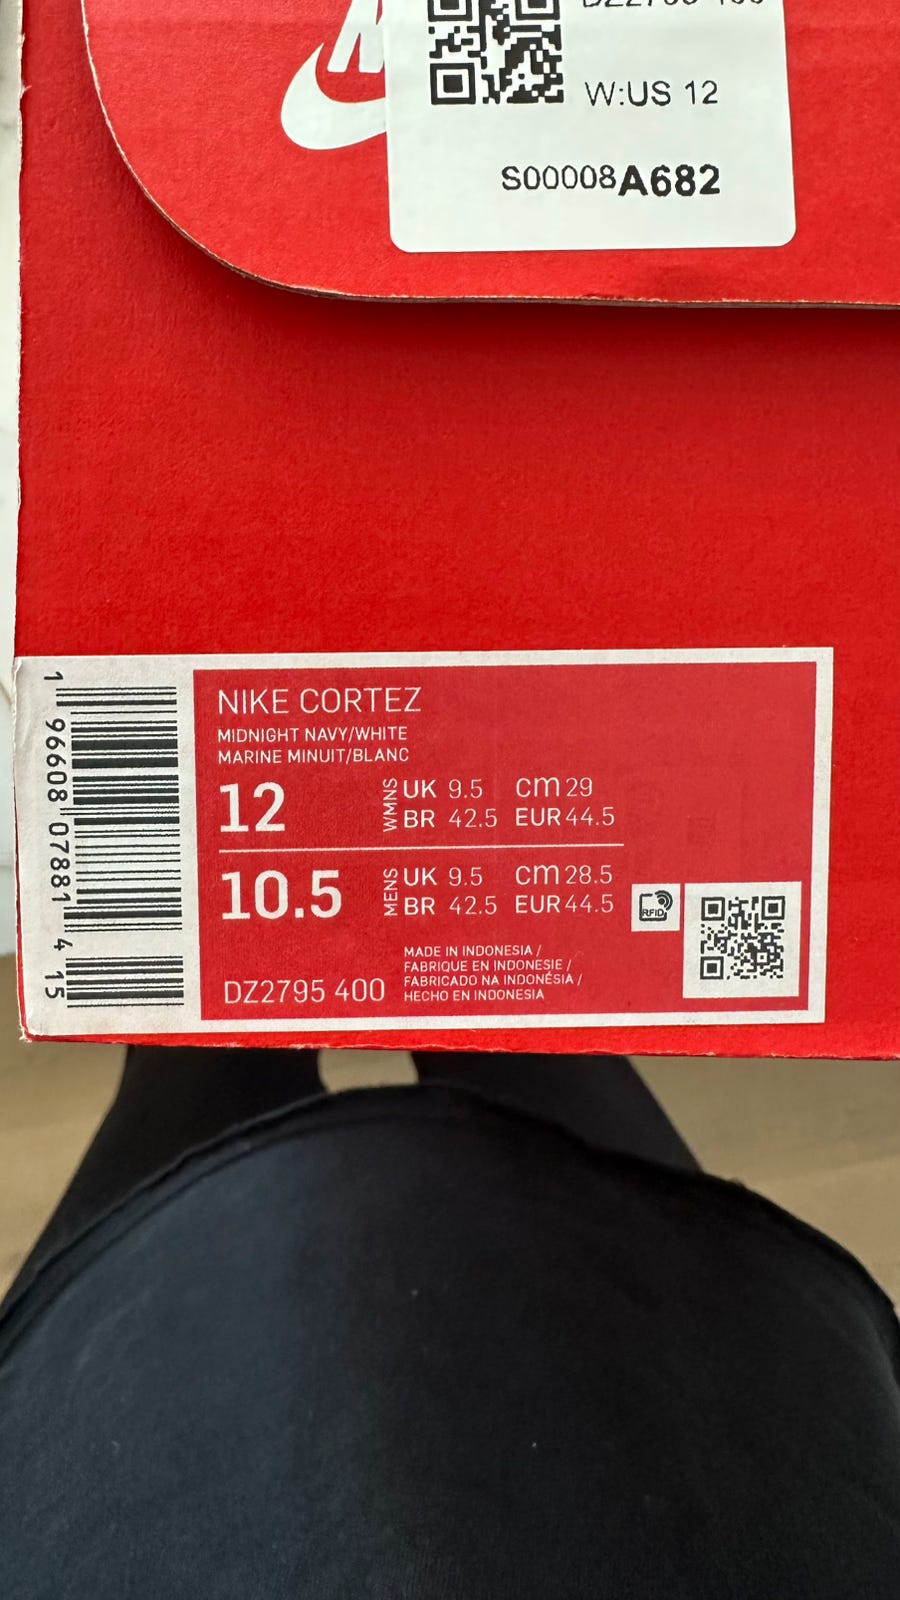 DZ2795 400
W:US 12
S00008A682
1 96608 07881 4 15
NIKE CORTEZ
MIDNIGHT NAVY/WHITE
MARINE MINUIT/BLANC
12 WMNS UK 9.5 cm 29
BR 42.5 EUR 44.5
10.5 MENS UK 9.5 cm 28.5
BR 42.5 EUR 44.5
RFID
DZ2795 400
MADE IN INDONESIA /
FABRIQUE EN INDONESIE /
FABRICADO NA INDONÉSIA /
HECHO EN INDONESIA